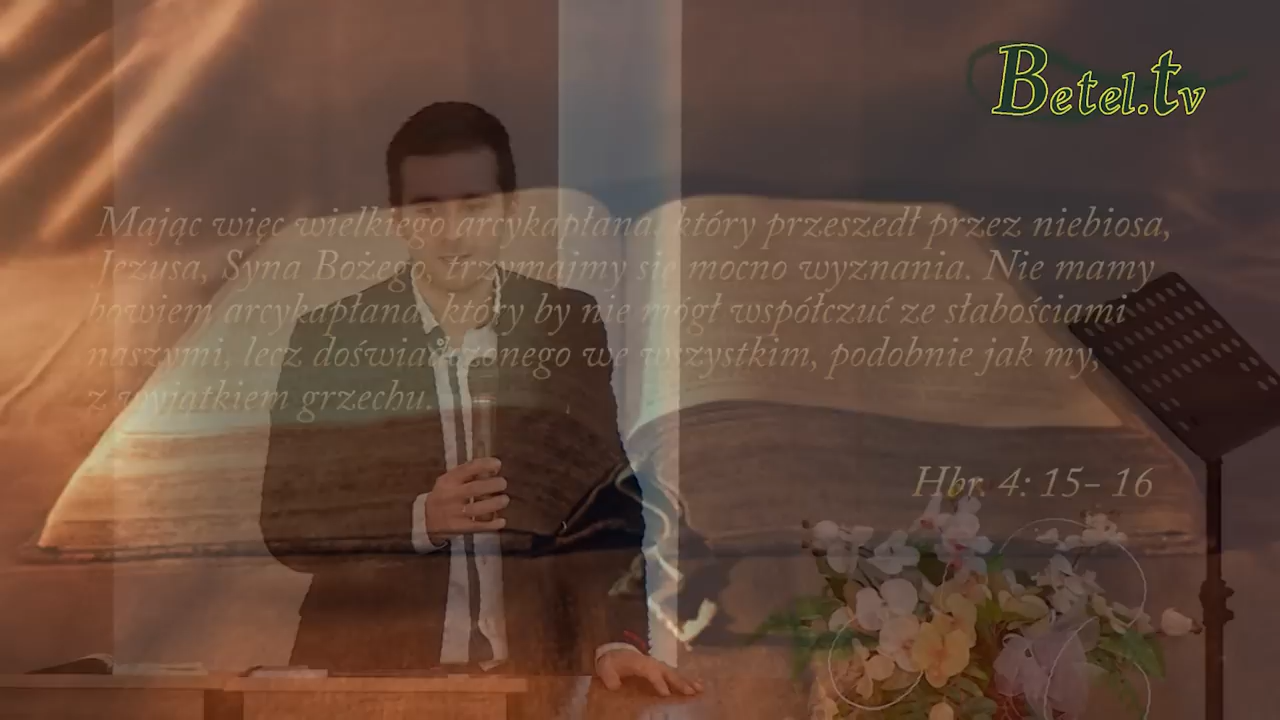 Betel.tv
Mając więc wielkiego arcykapłana, który przeszedł przez niebiosa,
Jezusa, Syna Bożego, trzymajmy się mocno wyznania. Nie mamy
bowiem arcykapłana, który by nie mógł współczuć ze słabościami
naszymi, lecz doświadczonego we wszystkim, podobnie jak my,
z wyjątkiem grzechu.
Hbr. 4: 15- 16